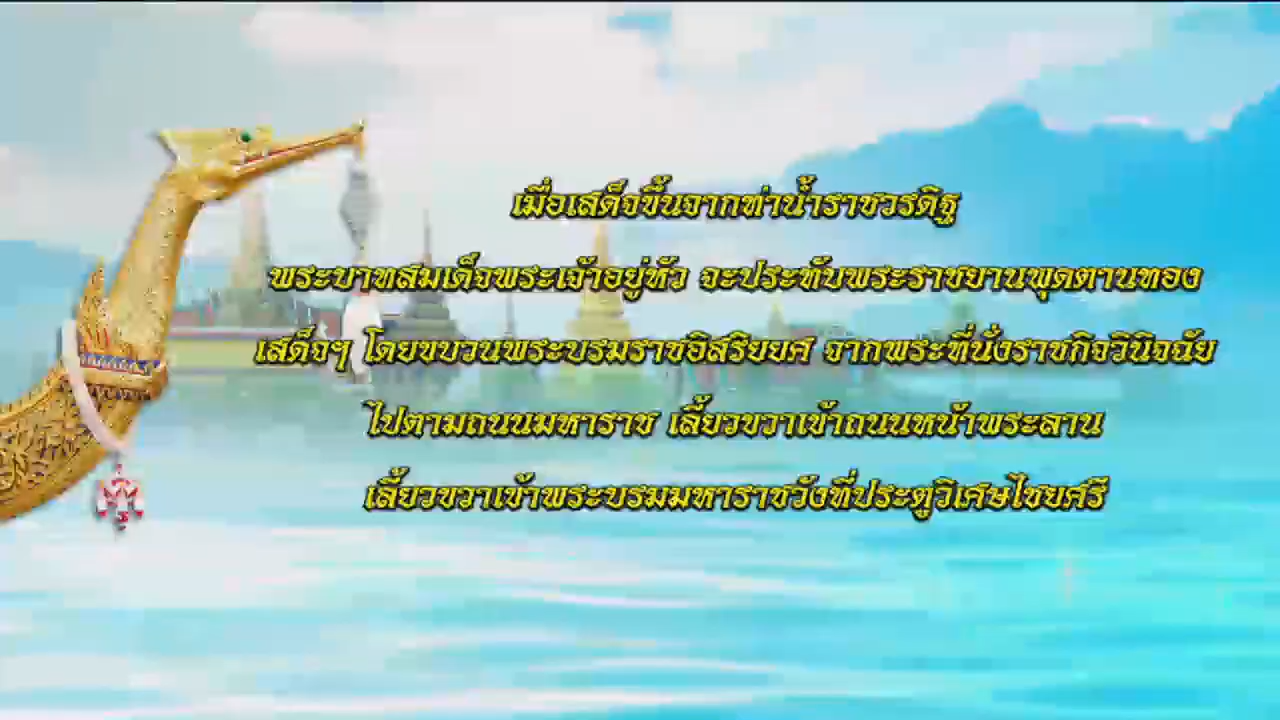 เมื่อเสด็จขึ้นจากท่าน้ำราชวรดิฐ
พระบาทสมเด็จพระเจ้าอยู่หัว จะประทับพระราชยานพุดตานทอง
เสด็จฯ โดยขบวนพระบรมราชอิสริยยศ จากพระที่นั่งราชกิจวินิจฉัย
ไปตามถนนมหาราช เลี้ยวขวาเข้าถนนหน้าพระลาน
เลี้ยวขวาเข้าพระบรมมหาราชวังที่ประตูวิเศษไชยศรี